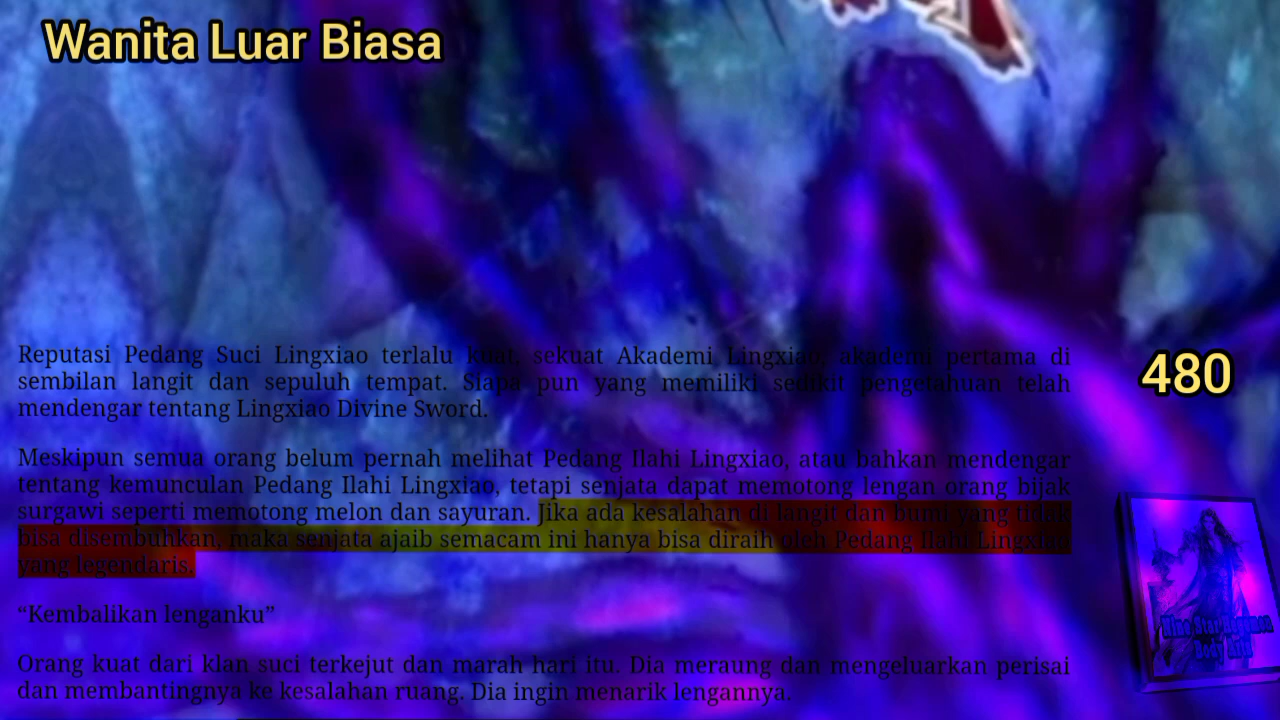 Wanita Luar Biasa
Reputasi Pedang Suci Lingxiao terlalu kuat, sekuat Akademi Lingxiao, akademi pertama di
sembilan langit dan sepuluh tempat. Siapa pun yang memiliki sedikit pengetahuan telah
mendengar tentang Lingxiao Divine Sword.
480
Meskipun semua orang belum pernah melihat Pedang Ilahi Lingxiao, atau bahkan mendengar
tentang kemunculan Pedang Ilahi Lingxiao, tetapi senjata dapat memotong lengan orang bijak
surgawi seperti memotong melon dan sayuran. Jika ada kesalahan di langit dan bumi yang tidak
bisa disembuhkan, maka senjata ajaib semacam ini hanya bisa diraih oleh Pedang Ilahi Lingxiao
yang legendaris.
“Kembalikan lenganku”
Orang kuat dari klan suci terkejut dan marah hari itu. Dia meraung dan mengeluarkan perisai
dan membantingnya ke kesalahan ruang. Dia ingin menarik lengannya.
Nine Star Hegemon
Body Arts